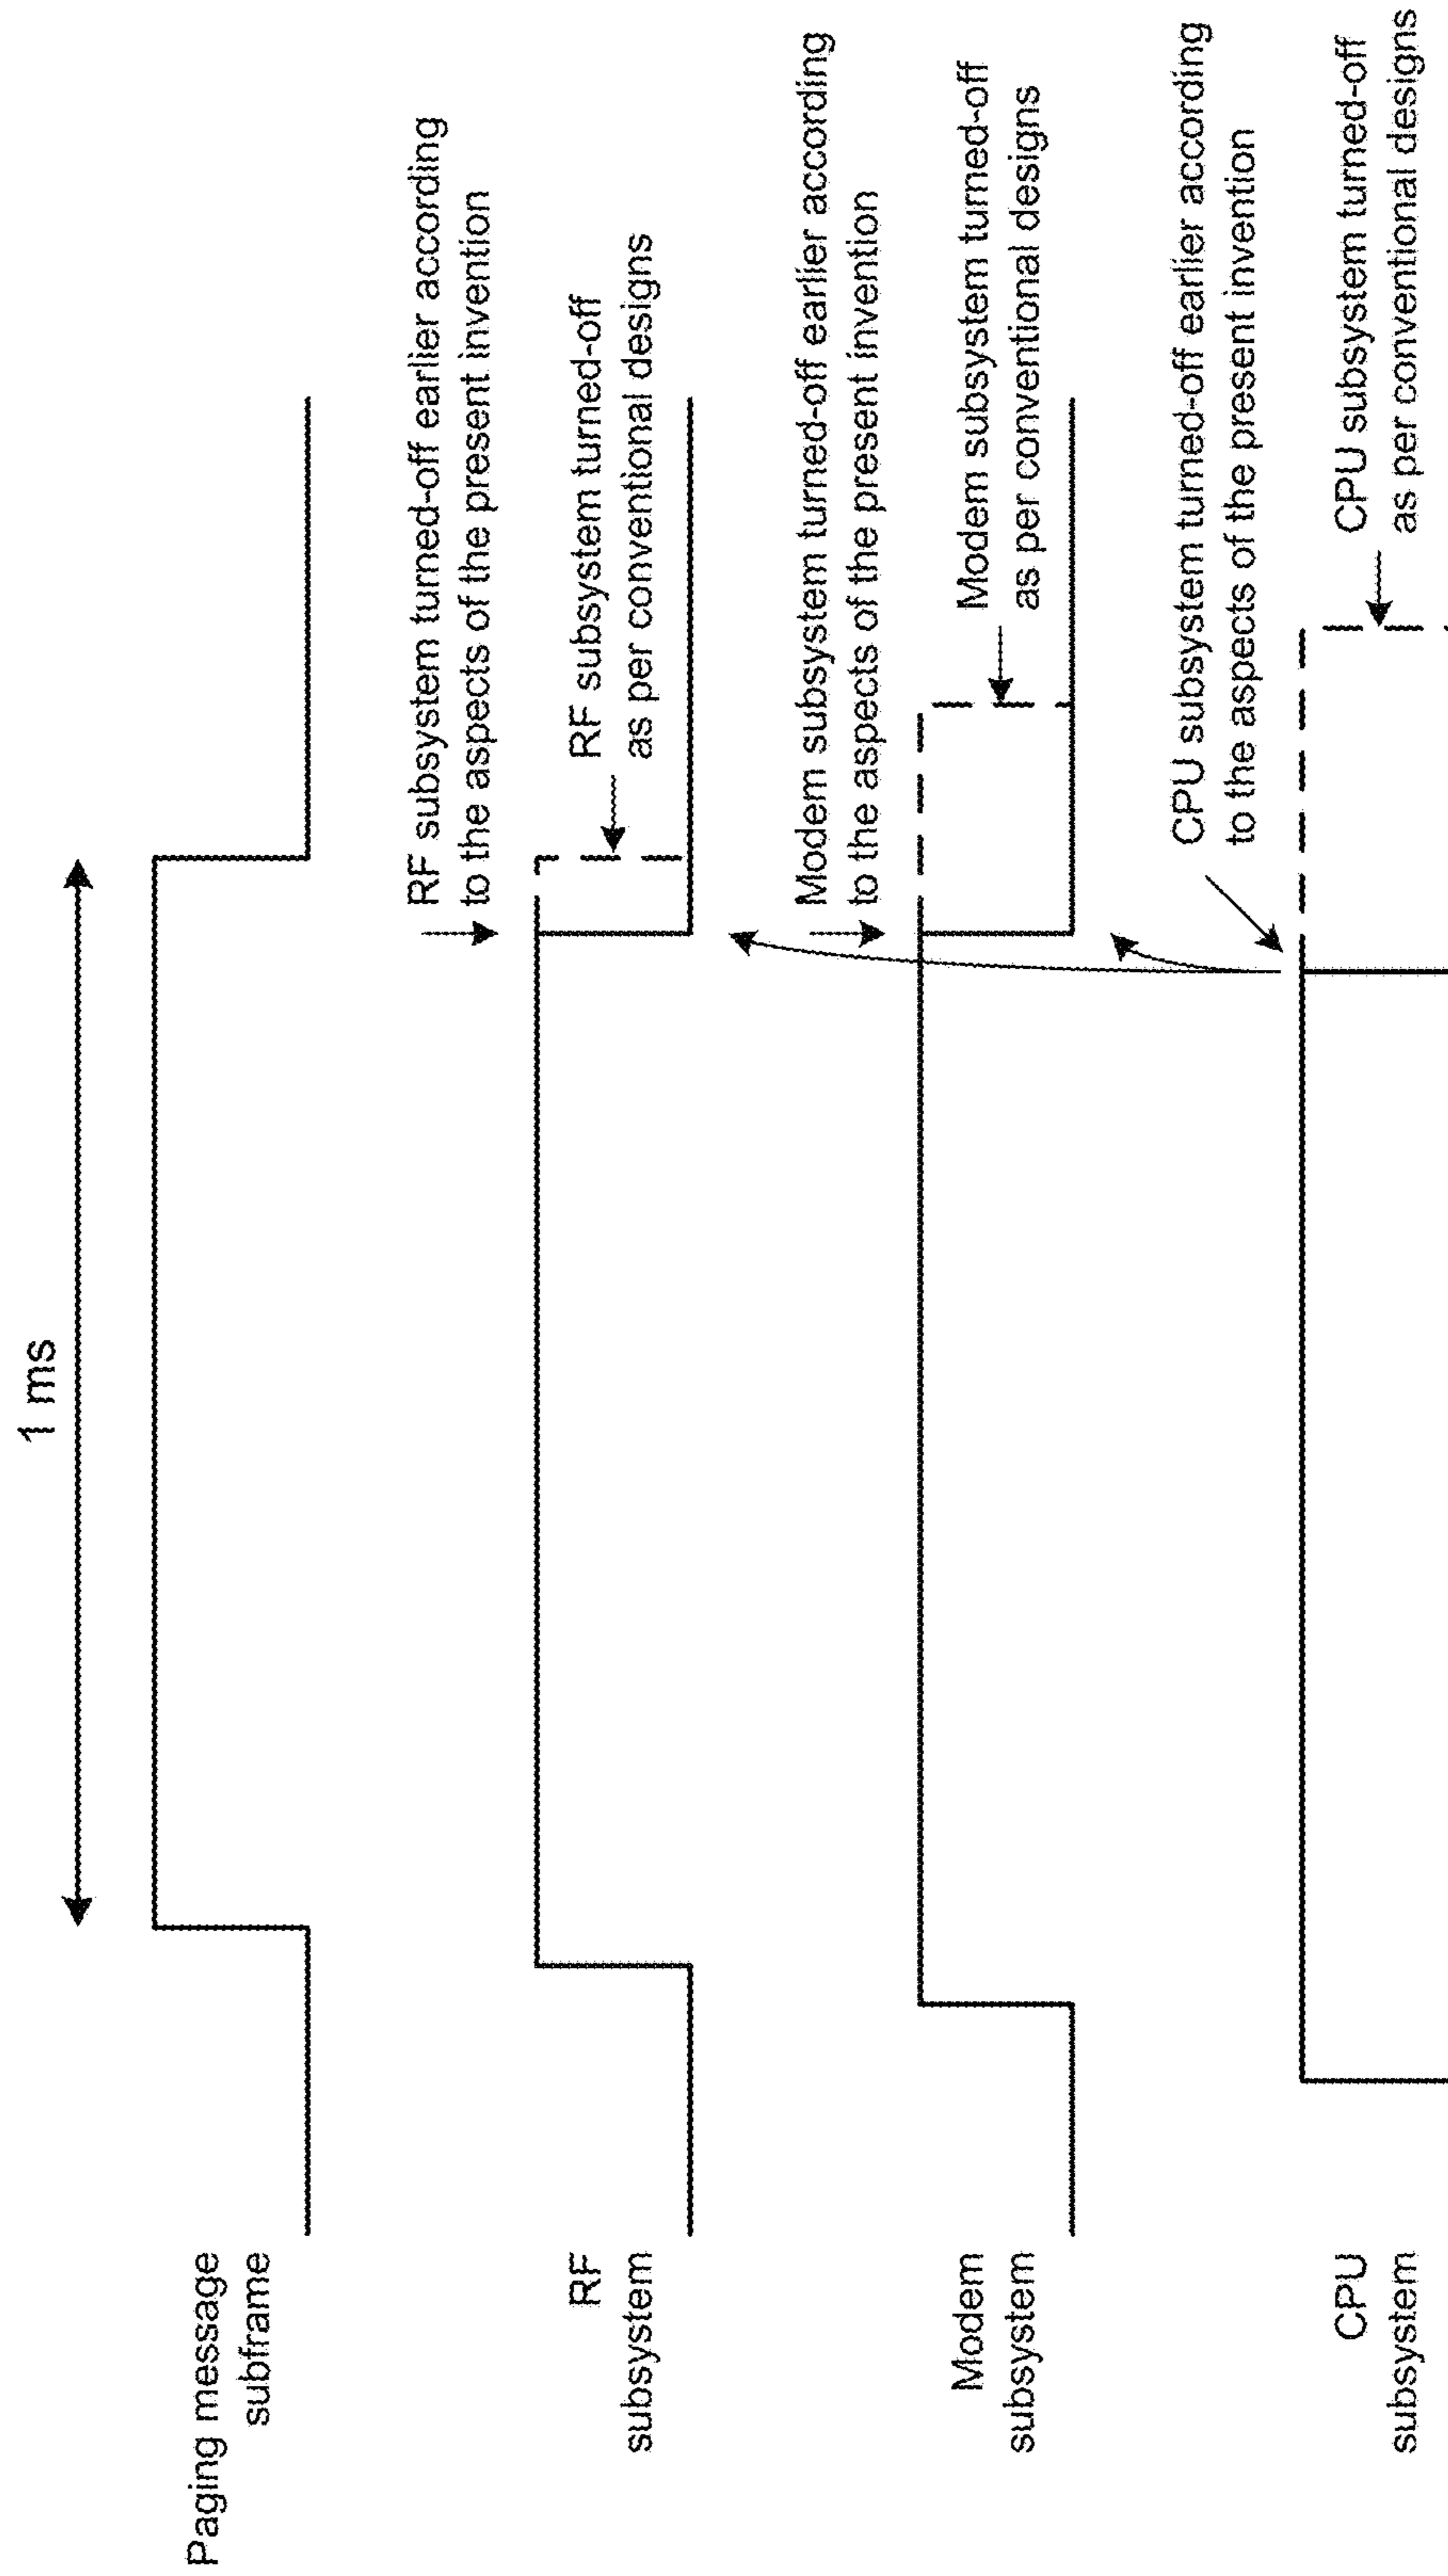 1 ms
Paging message
subframe
RF subsystem turned-off earlier according
to the aspects of the present invention
RF
subsystem
RF subsystem turned-off
as per conventional designs
Modem subsystem turned-off earlier according
to the aspects of the present invention
Modem
subsystem
Modem subsystem turned-off
as per conventional designs
CPU subsystem turned-off earlier according
to the aspects of the present invention
CPU
subsystem
CPU subsystem turned-off
as per conventional designs